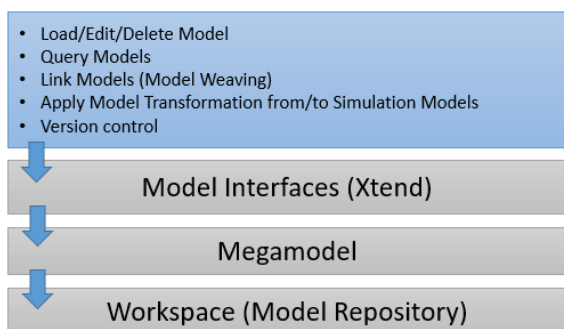 • Load/Edit/Delete Model
• Query Models
• Link Models (Model Weaving)
• Apply Model Transformation from/to Simulation Models
• Version control
Model Interfaces (Xtend)
Megamodel
Workspace (Model Repository)